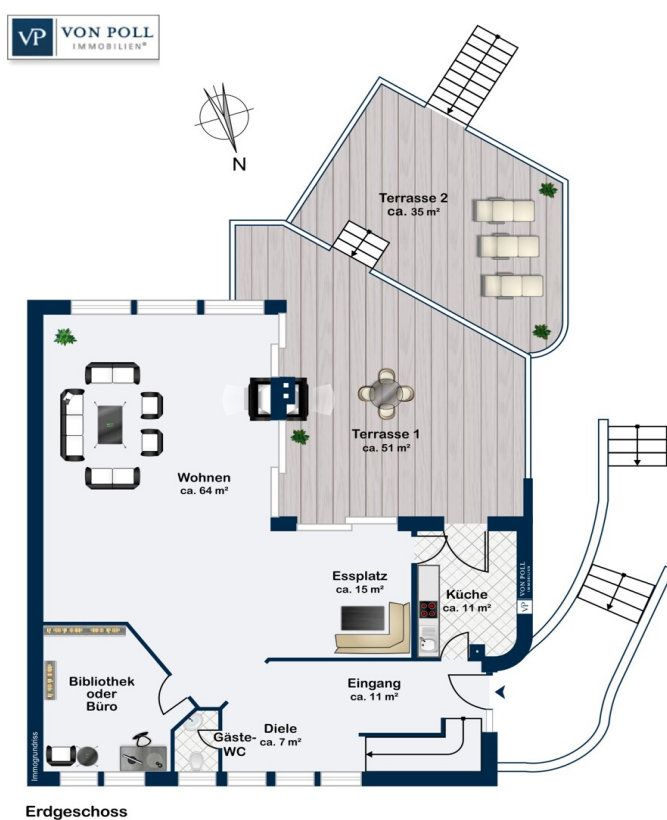 VP VON POLL
IMMOBILIEN®
N
Terrasse 2
ca. 35 m²
Terrasse 1
ca. 51 m²
Wohnen
ca. 64 m²
Essplatz
ca. 15 m²
Küche
ca. 11 m²
VP VON POLL
IMMOBILIEN
Bibliothek
oder
Büro
Eingang
ca. 11 m²
Gäste-
WC
Diele
ca. 7 m²
Immogrundriss
Erdgeschoss